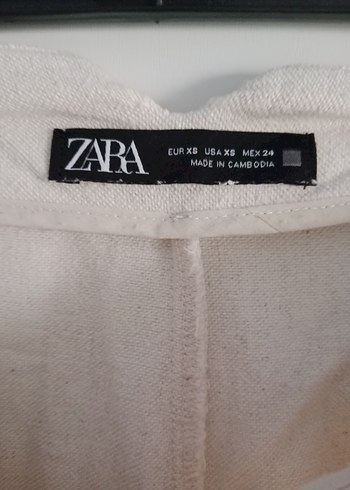 ZARA
EUR XS USA XS MEX 24
MADE IN CAMBODIA